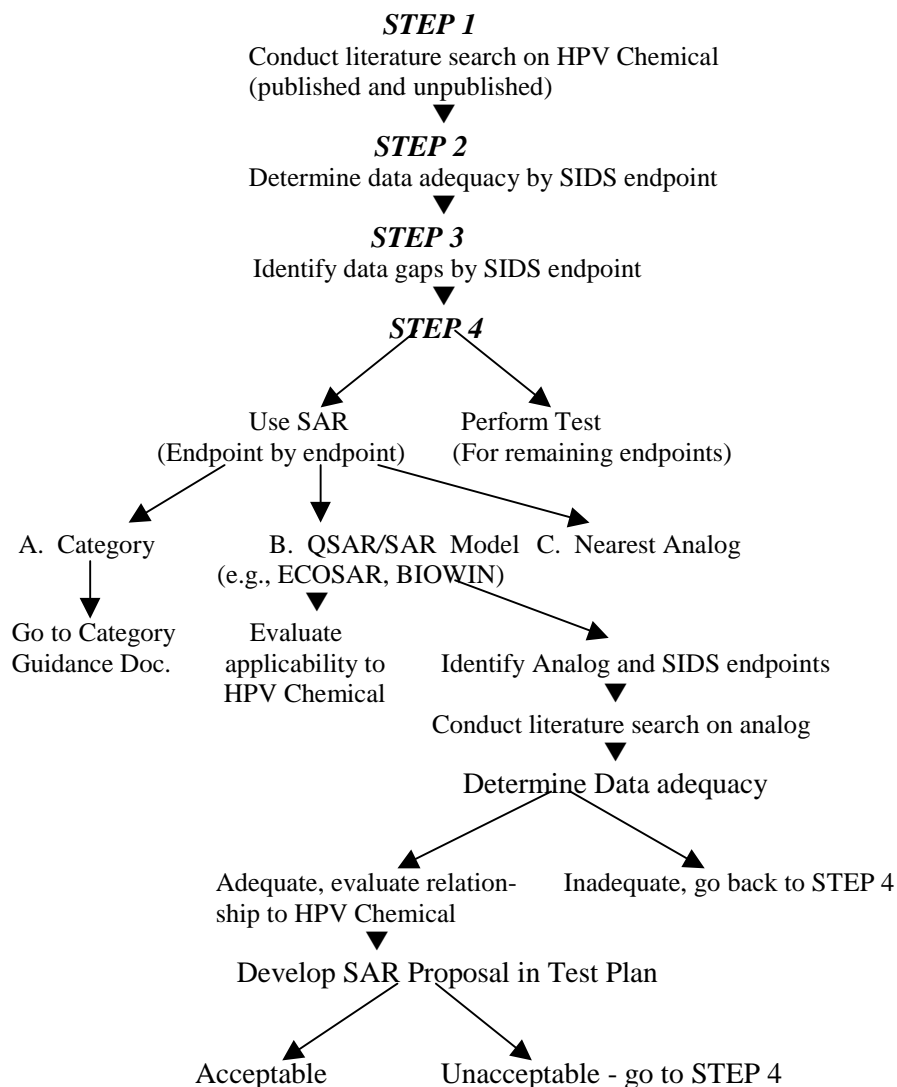 STEP 1
Conduct literature search on HPV Chemical
(published and unpublished)
STEP 2
Determine data adequacy by SIDS endpoint
STEP 3
Identify data gaps by SIDS endpoint
STEP 4
Use SAR
(Endpoint by endpoint)
Perform Test
(For remaining endpoints)
A. Category
B. QSAR/SAR Model
(e.g., ECOSAR, BIOWIN)
C. Nearest Analog
Go to Category
Guidance Doc.
Evaluate
applicability to
HPV Chemical
Identify Analog and SIDS endpoints
Conduct literature search on analog
Determine Data adequacy
Adequate, evaluate relation-
ship to HPV Chemical
Inadequate, go back to STEP 4
Develop SAR Proposal in Test Plan
Acceptable
Unacceptable - go to STEP 4